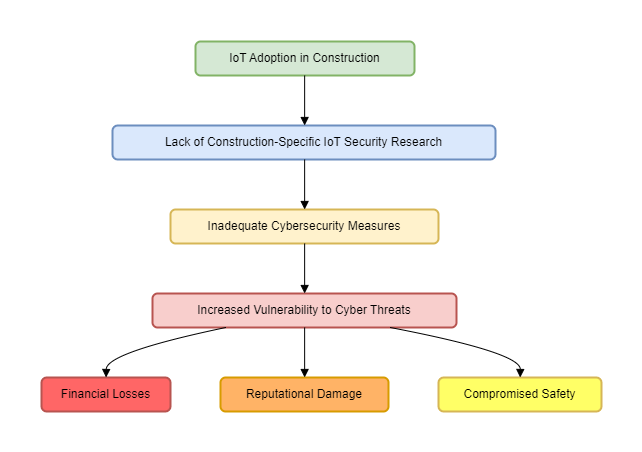 IoT Adoption in Construction
Lack of Construction-Specific IoT Security Research
Inadequate Cybersecurity Measures
Increased Vulnerability to Cyber Threats
Financial Losses
Reputational Damage
Compromised Safety